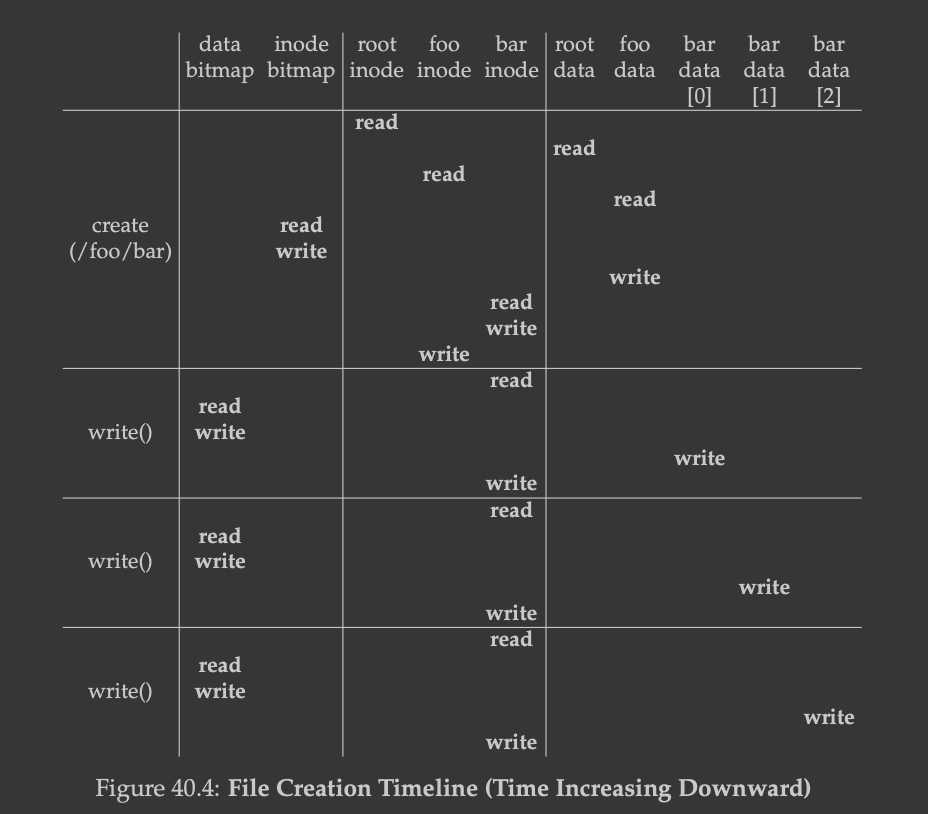 data inode root foo bar root foo bar bar bar
bitmap bitmap inode inode inode data data data data data
[0] [1] [2]
read
read
read
read
create read
(/foo/bar) write
write
read
write
write
read
read
write() write
write
write
read
read
write() write
write
write
read
read
write() write
write
write
Figure 40.4: File Creation Timeline (Time Increasing Downward)